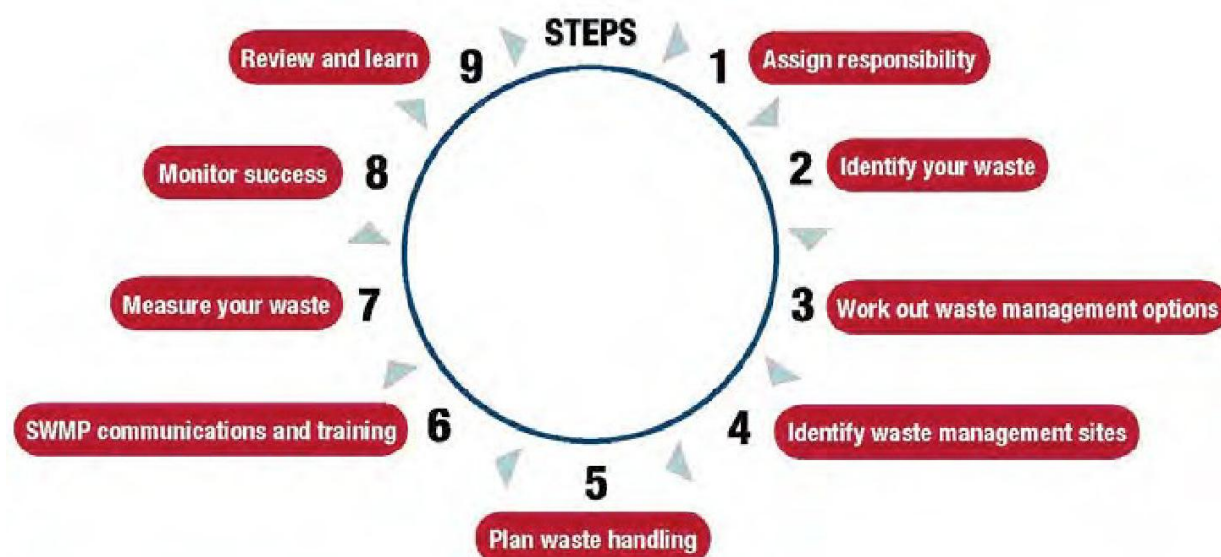 STEPS
1 Assign responsibility
2 Identify your waste
3 Work out waste management options
4 Identify waste management sites
5
Plan waste handling
6 SWMP communications and training
7 Measure your waste
8 Monitor success
9 Review and learn